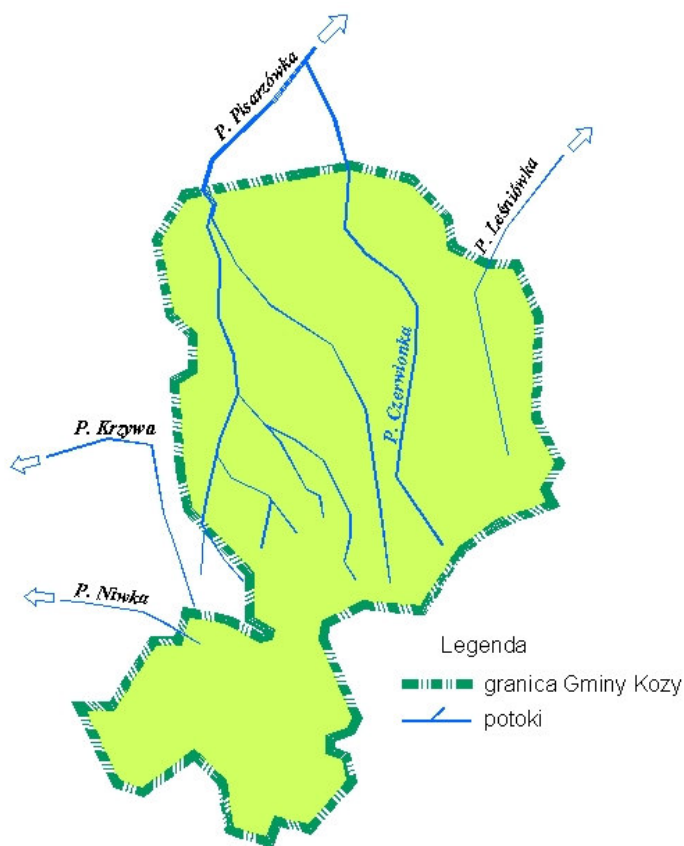 P. Pisarzówka
P. Leśniówka
P. Czerwionka
P. Krzywa
P. Niwka
Legenda
granica Gminy Kozy
potoki